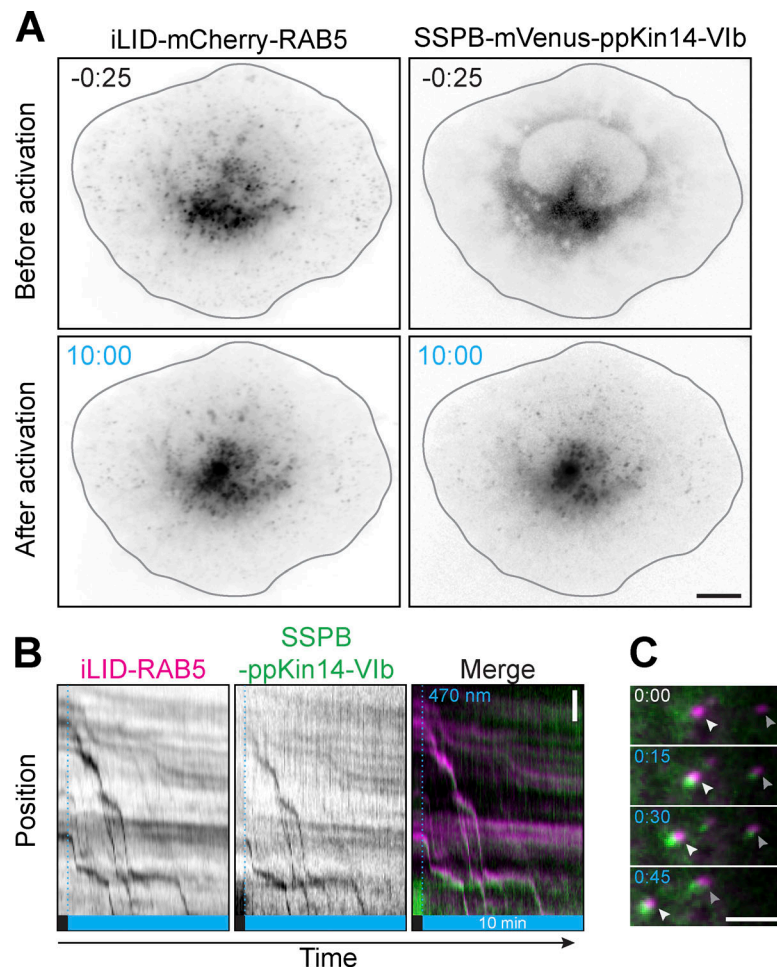 A
iLID-mCherry-RAB5
SSPB-mVenus-ppKin14-VIb
Before activation
-0:25
-0:25
After activation
10:00
10:00
B
iLID-RAB5
SSPB
-ppKin14-VIb
Merge
Position
470 nm
10 min
Time
C
0:00
0:15
0:30
0:45